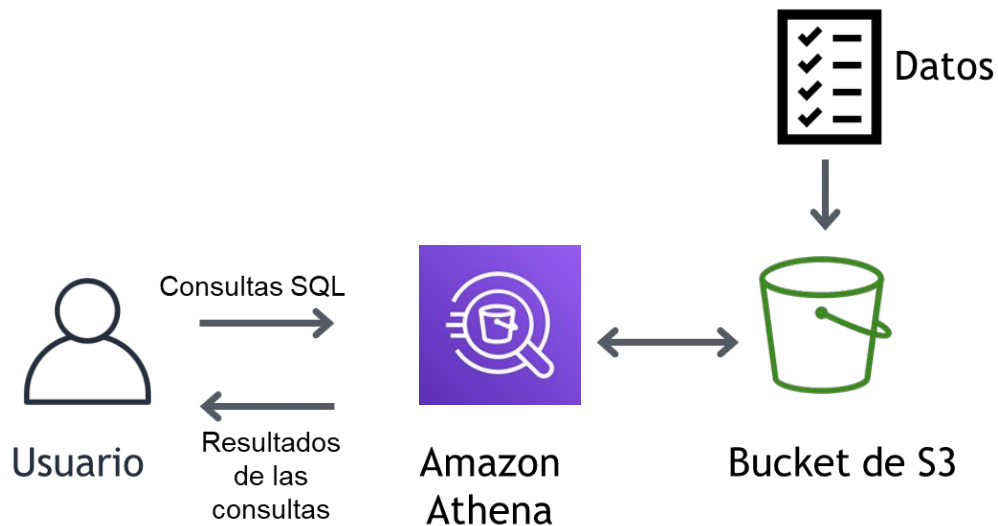 Datos
Consultas SQL
Resultados
de las
consultas
Usuario
Amazon
Athena
Bucket de S3